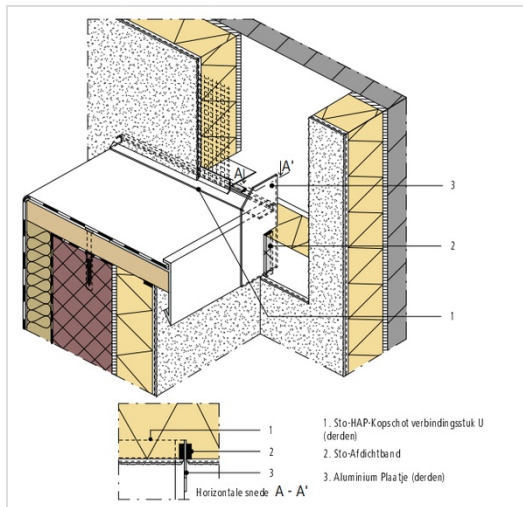 A A'
3
2
1
1
2
3
Horizontale snede A - A'
1. Sto-HAP-Kopschot verbindingsstuk U
(derden)
2. Sto-Afdichtband
3. Aluminium Plaatje (derden)